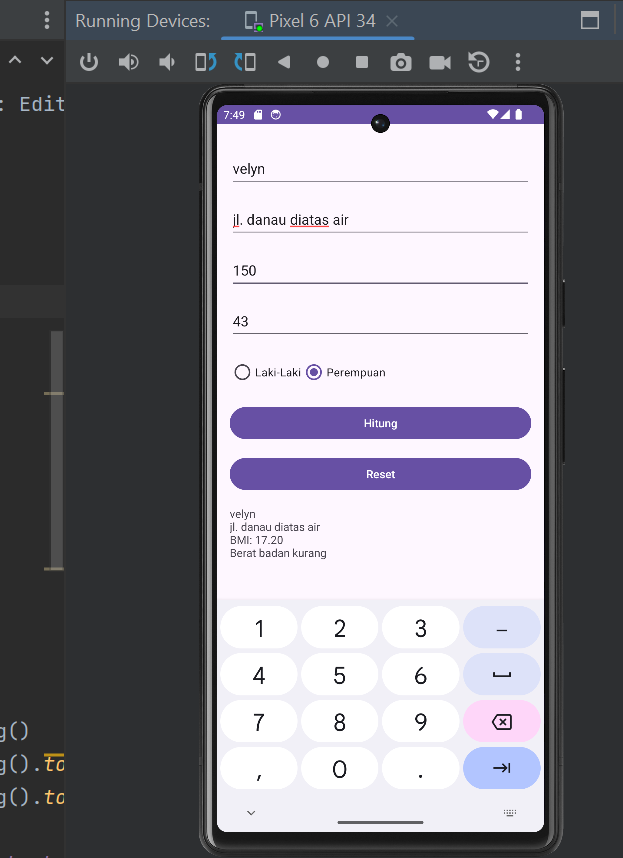 Running Devices: Pixel 6 API 34
: Edit
7:49
velyn
jl. danau diatas air
150
43
Laki-Laki Perempuan
Hitung
Reset
velyn
jl. danau diatas air
BMI: 17.20
Berat badan kurang
1 2 3 –
4 5 6
7 8 9
, 0 .
g()
g().to
g().to